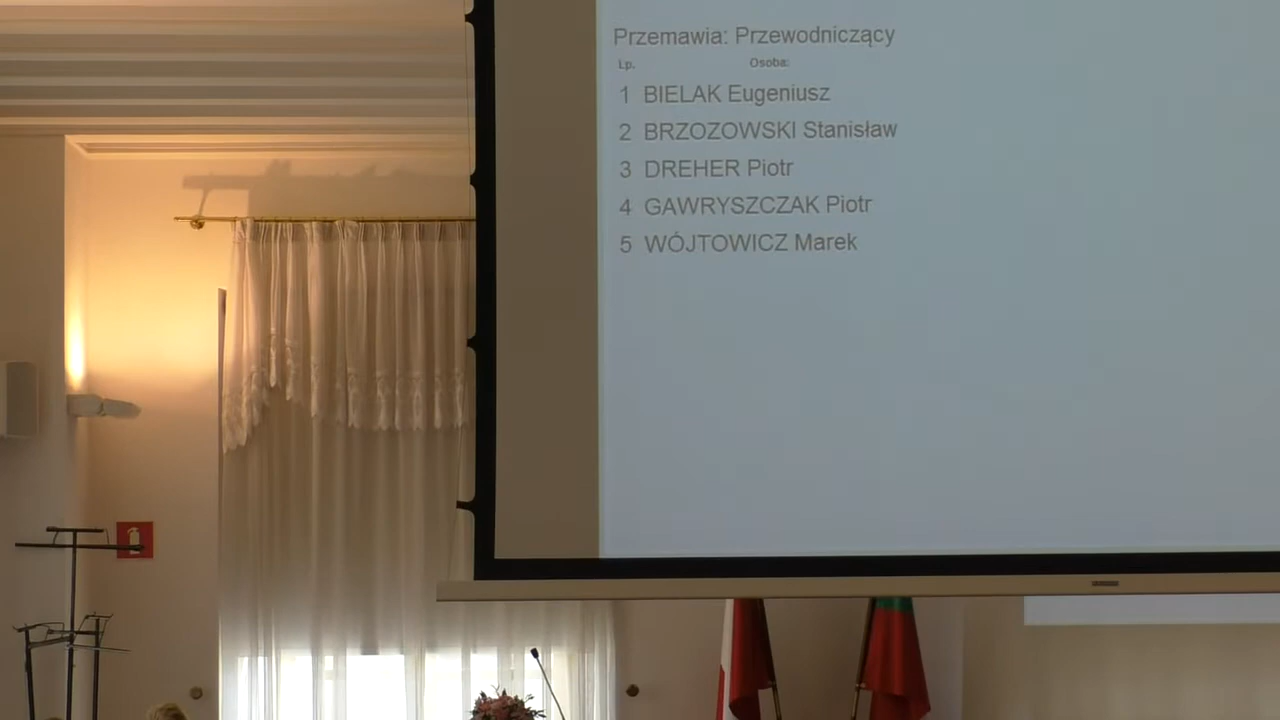 Przemawia: Przewodniczący
Lp. Osoba:
1 BIELAK Eugeniusz
2 BRZOZOWSKI Stanisław
3 DREHER Piotr
4 GAWRYSZCZAK Piotr
5 WÓJTOWICZ Marek